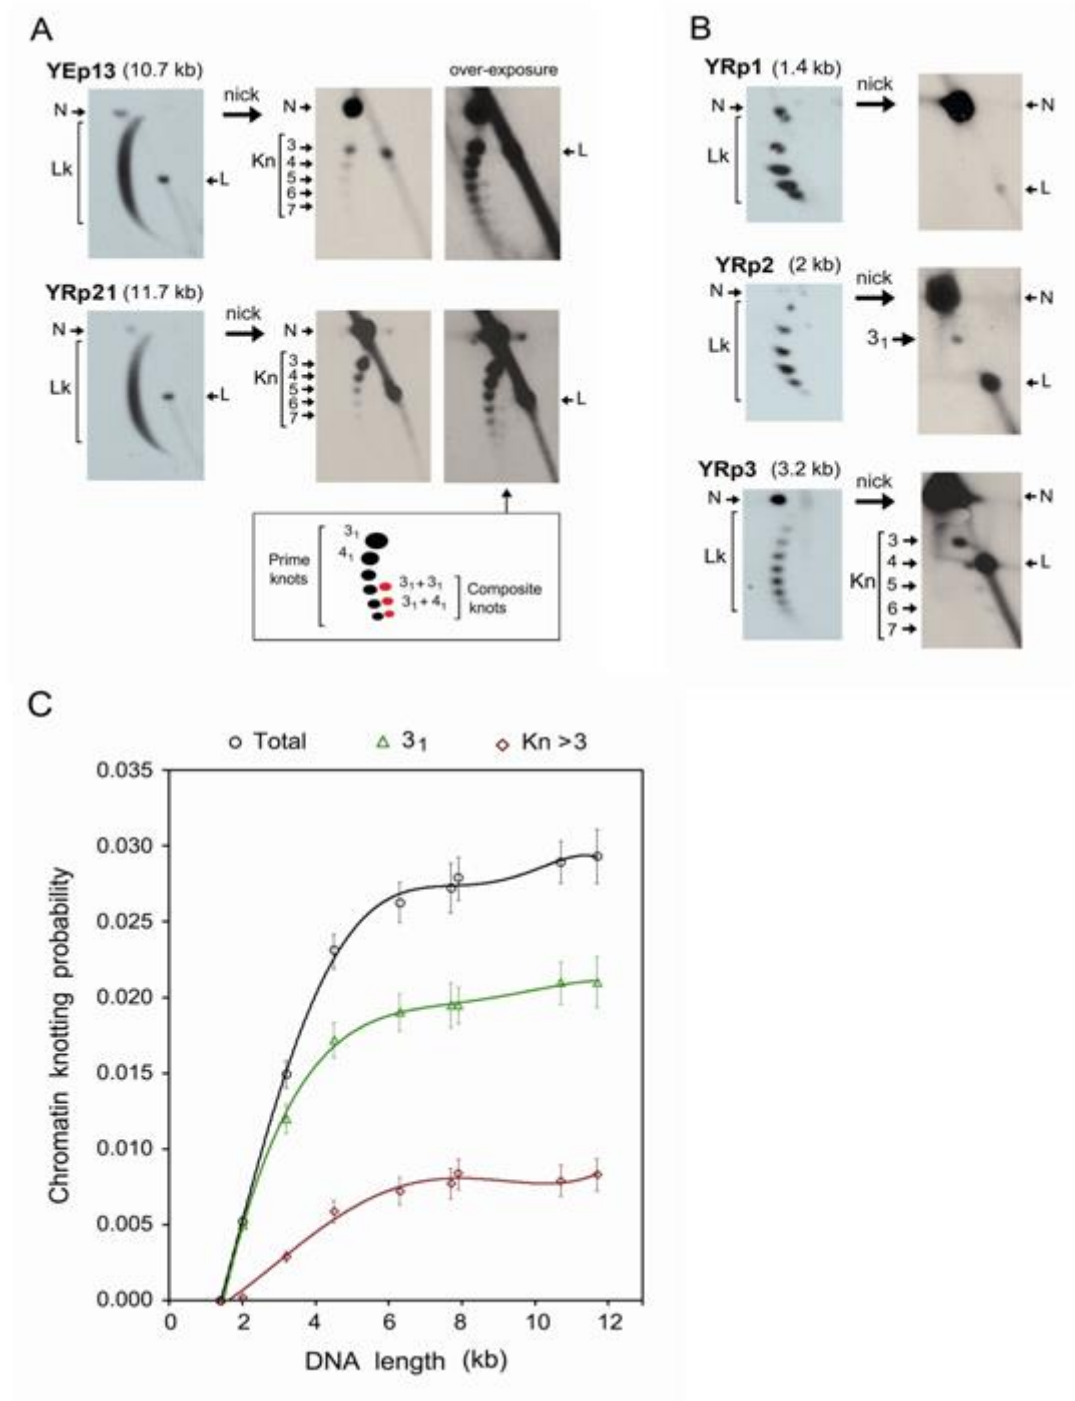 A
YEp13 (10.7 kb)
nick
over-exposure
N
Lk
L
N
Kn
3
4
5
6
7
L
YRp21 (11.7 kb)
nick
N
Lk
L
N
Kn
3
4
5
6
7
L
Prime knots
3₁
4₁
3₁+3₁
3₁+4₁
Composite knots
B
YRp1 (1.4 kb)
nick
N
Lk
N
L
YRp2 (2 kb)
nick
N
Lk
3₁
N
L
YRp3 (3.2 kb)
nick
N
Lk
Kn
3
4
5
6
7
N
L
C
Total 3₁ Kn >3
Chromatin knotting probability
0.035
0.030
0.025
0.020
0.015
0.010
0.005
0.000
0 2 4 6 8 10 12
DNA length (kb)